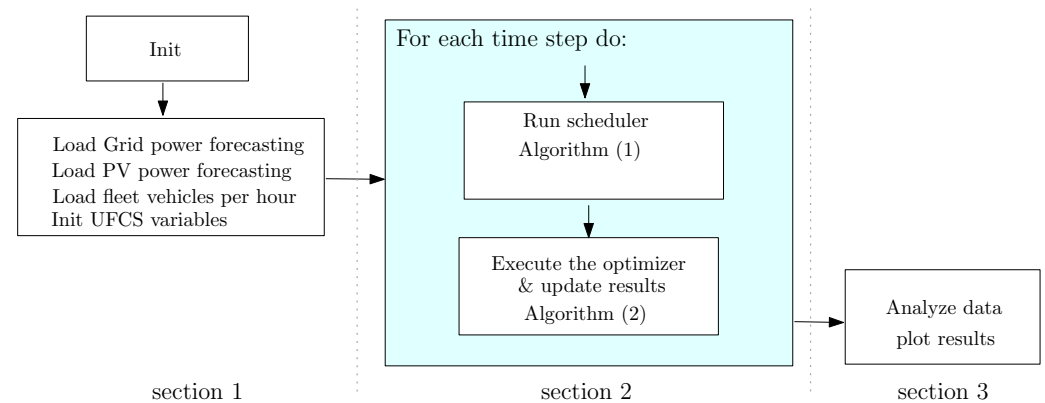 Init
Load Grid power forecasting
Load PV power forecasting
Load fleet vehicles per hour
Init UFCS variables
section 1
For each time step do:
Run scheduler
Algorithm (1)
Execute the optimizer
& update results
Algorithm (2)
section 2
Analyze data
plot results
section 3